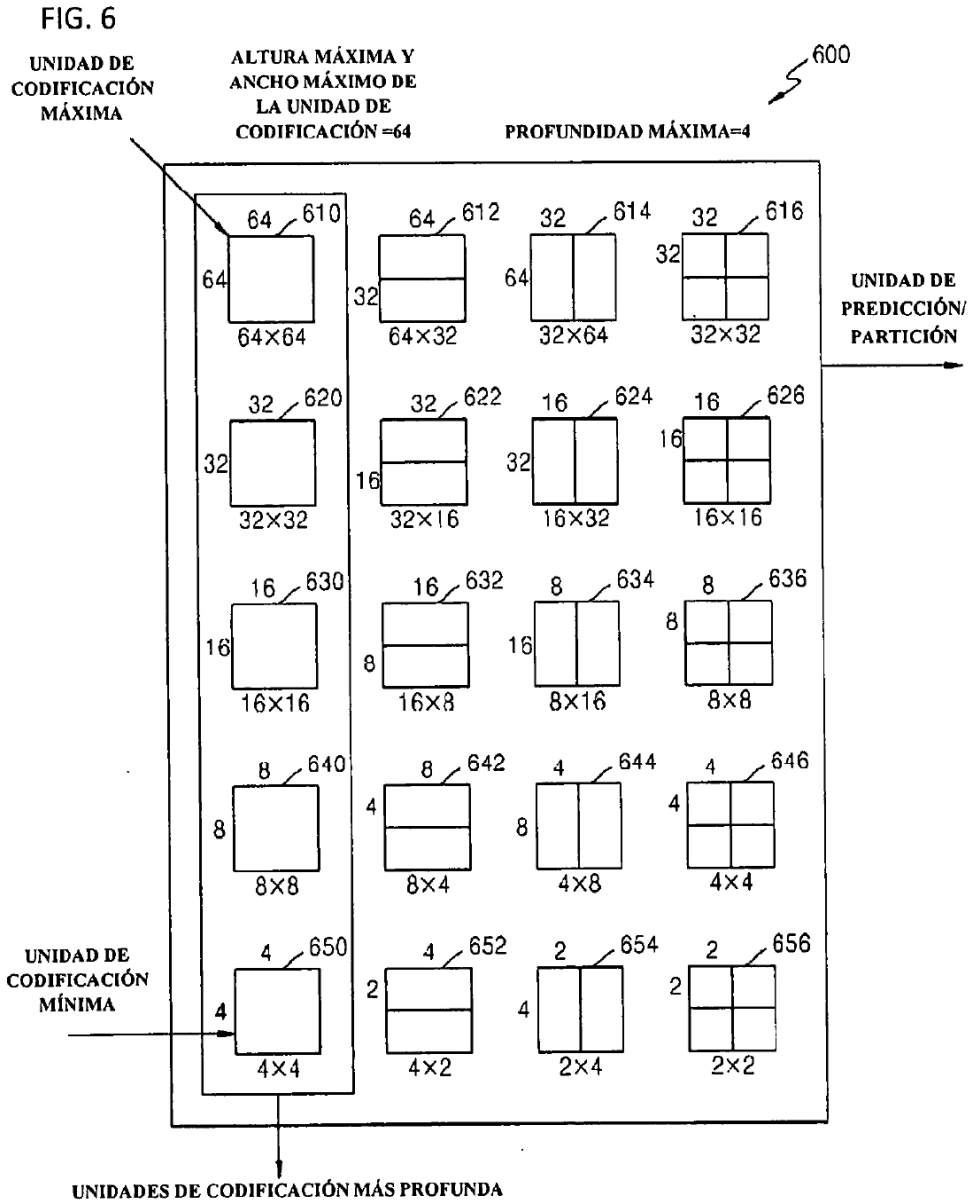 FIG. 6
UNIDAD DE
CODIFICACIÓN
MÁXIMA
ALTURA MÁXIMA Y
ANCHO MÁXIMO DE
LA UNIDAD DE
CODIFICACIÓN =64
PROFUNDIDAD MÁXIMA=4
600
64 610 64 612 32 614 32 616
64 32 64 32
64×64 64×32 32×64 32×32
UNIDAD DE
PREDICCIÓN/
PARTICIÓN
32 620 32 622 16 624 16 626
32 16 32 16
32×32 32×16 16×32 16×16
16 630 16 632 8 634 8 636
16 8 16 8
16×16 16×8 8×16 8×8
8 640 8 642 4 644 4 646
8 4 8 4
8×8 8×4 4×8 4×4
UNIDAD DE
CODIFICACIÓN
MÍNIMA
4 650 4 652 2 654 2 656
4 2 4 2
4×4 4×2 2×4 2×2
UNIDADES DE CODIFICACIÓN MÁS PROFUNDA